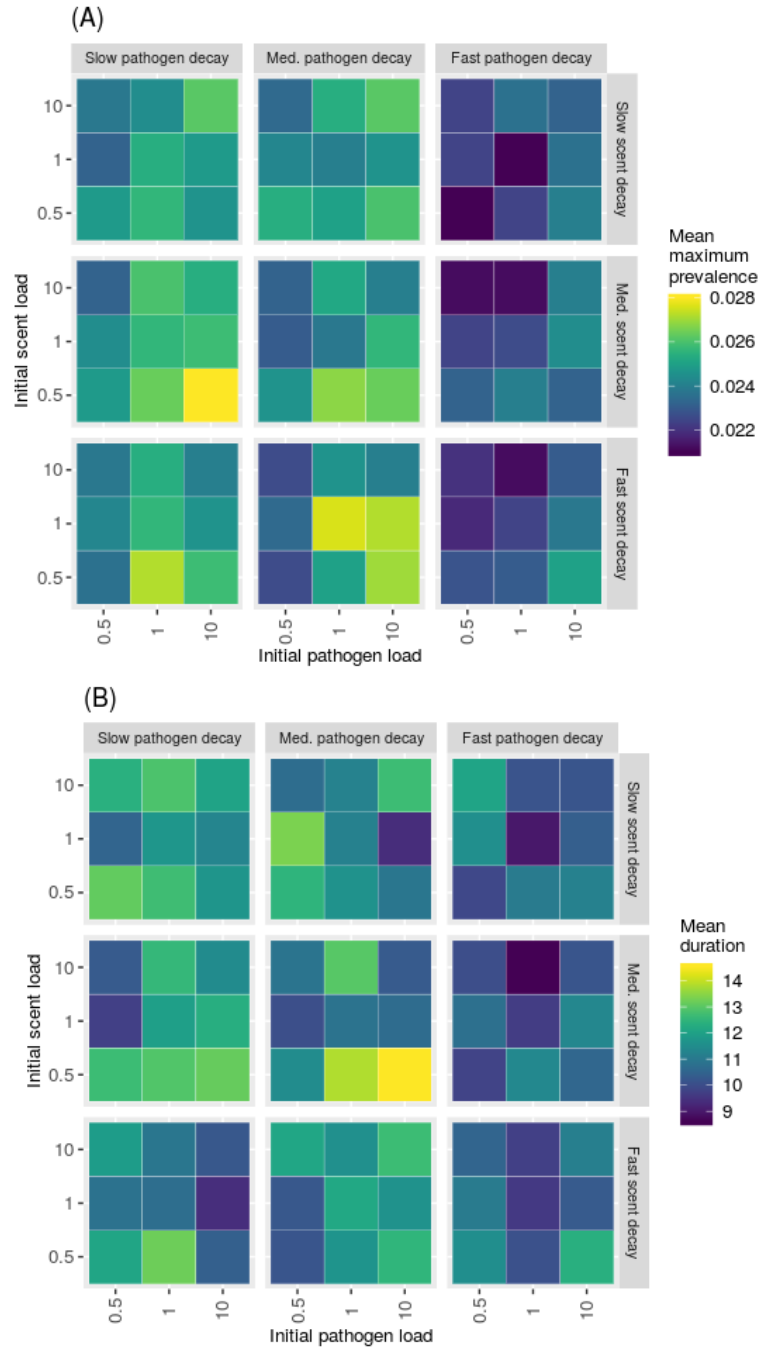 (A)
Slow pathogen decay
Med. pathogen decay
Fast pathogen decay
10
1
0.5
Slow scent decay
10
1
0.5
Med. scent decay
10
1
0.5
Fast scent decay
Initial scent load
0.5
1
10
0.5
1
10
0.5
1
10
Initial pathogen load
Mean
maximum
prevalence
0.028
0.026
0.024
0.022
(B)
Slow pathogen decay
Med. pathogen decay
Fast pathogen decay
10
1
0.5
Slow scent decay
10
1
0.5
Med. scent decay
10
1
0.5
Fast scent decay
Initial scent load
0.5
1
10
0.5
1
10
0.5
1
10
Initial pathogen load
Mean
duration
14
13
12
11
10
9